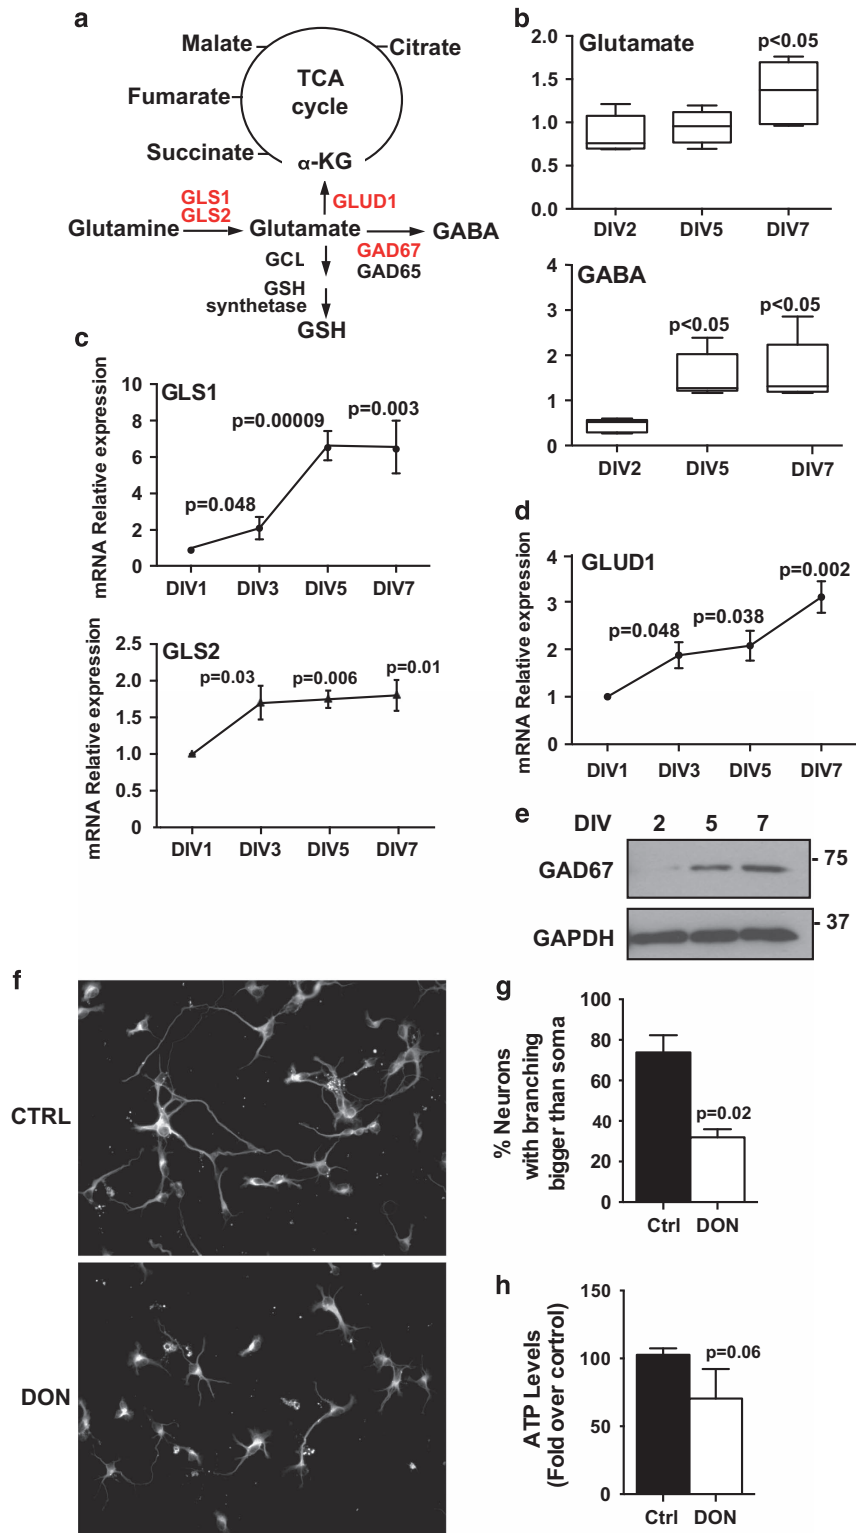 a
Malate
Citrate
TCA
cycle
Fumarate
Succinate
α-KG
GLS1
GLS2
GLUD1
Glutamine
Glutamate
GABA
GCL
GAD67
GAD65
GSH
synthetase
GSH
b
Glutamate
p<0.05
2.0
1.5
1.0
0.5
0.0
DIV2 DIV5 DIV7
GABA
p<0.05
p<0.05
4
3
2
1
0
DIV2 DIV5 DIV7
c
GLS1
mRNA Relative expression
10
8
6
4
2
0
p=0.048
p=0.00009
p=0.003
DIV1 DIV3 DIV5 DIV7
GLS2
mRNA Relative expression
2.5
2.0
1.5
1.0
0.5
0.0
p=0.03
p=0.006
p=0.01
DIV1 DIV3 DIV5 DIV7
d
GLUD1
mRNA Relative expression
4
3
2
1
0
p=0.048
p=0.038
p=0.002
DIV1 DIV3 DIV5 DIV7
e
DIV 2 5 7
GAD67
- 75
GAPDH
- 37
f
CTRL
DON
g
% Neurons
with branching
bigger than soma
100
80
60
40
20
0
p=0.02
Ctrl DON
h
ATP Levels
(Fold over cortrol)
150
100
50
0
p=0.06
Ctrl DON